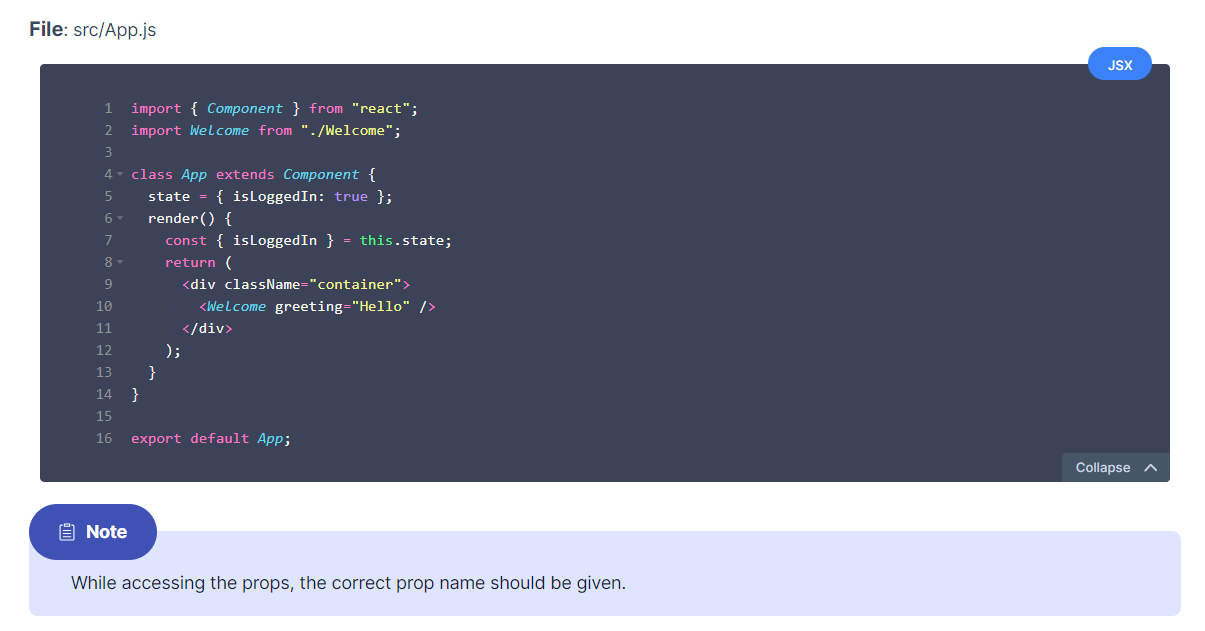 File: src/App.js
JSX
1 import { Component } from "react";
2 import Welcome from "./Welcome";
3
4 class App extends Component {
5   state = { isLoggedIn: true };
6   render() {
7     const { isLoggedIn } = this.state;
8     return (
9       <div className="container">
10         <Welcome greeting="Hello" />
11       </div>
12     );
13   }
14 }
15
16 export default App;
Collapse
Note
While accessing the props, the correct prop name should be given.